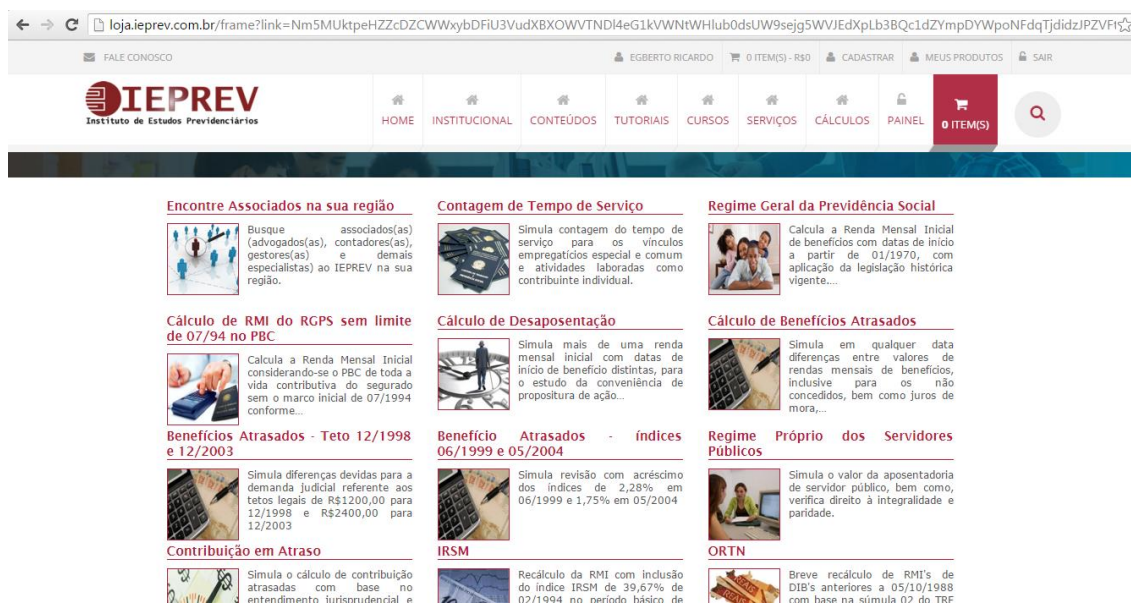 FALE CONOSCO
EGBERTO RICARDO 0 ITEM(S) - R$0 CADASTRAR MEUS PRODUTOS SAIR
IEPREV
Instituto de Estudos Previdenciários
HOME INSTITUCIONAL CONTEÚDOS TUTORIAIS CURSOS SERVIÇOS CÁLCULOS PAINEL 0 ITEM(S)
Encontre Associados na sua região
Busque associados(as)
(advogados(as), contadores(as),
gestores(as) e demais
especialistas) ao IEPREV na sua
região.
Contagem de Tempo de Serviço
Simula contagem do tempo de
serviço para os vínculos
empregatícios especial e comum
e atividades laboradas como
contribuinte individual.
Regime Geral da Previdência Social
Calcula a Renda Mensal Inicial
de benefícios com datas de início
a partir de 01/1970, com
aplicação da legislação histórica
vigente....
Cálculo de RMI do RGPS sem limite
de 07/94 no PBC
Calcula a Renda Mensal Inicial
considerando-se o PBC de toda a
vida contributiva do segurado
sem o marco inicial de 07/1994
conforme...
Cálculo de Desaposentação
Simula mais de uma renda
mensal inicial com datas de
início de benefício distintas, para
o estudo da conveniência de
propositura de ação...
Cálculo de Benefícios Atrasados
Simula em qualquer data
diferenças entre valores de
rendas mensais de benefícios,
inclusive para os não
concedidos, bem como juros de
mora,...
Benefícios Atrasados - Teto 12/1998
e 12/2003
Simula diferenças devidas para a
demanda judicial referente aos
tetos legais de R$1200,00 para
12/1998 e R$2400,00 para
12/2003
Benefício Atrasados - índices
06/1999 e 05/2004
Simula revisão com acréscimo
dos índices de 2,28% em
06/1999 e 1,75% em 05/2004
Regime Próprio dos Servidores
Públicos
Simula o valor da aposentadoria
de servidor público, bem como,
verifica direito à integralidade e
paridade.
Contribuição em Atraso
Simula o cálculo de contribuição
atrasadas com base no
entendimento jurisprudencial e
IRSM
Recálculo da RMI com inclusão
do índice IRSM de 39,67% de
02/1994 no período básico de
ORTN
Breve recálculo de RMI's de
DIB's anteriores a 05/10/1988
com base na súmula 02 do TRF